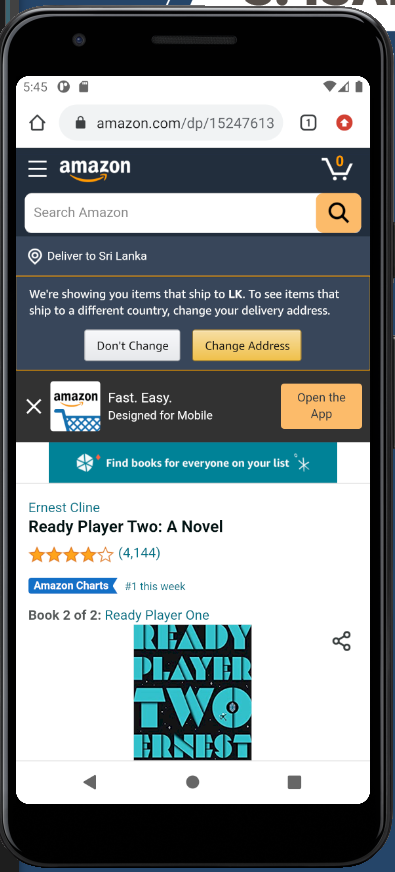 5:45
amazon.com/dp/15247613
1
amazon
0
Search Amazon
Deliver to Sri Lanka
We're showing you items that ship to LK. To see items that
ship to a different country, change your delivery address.
Don't Change
Change Address
amazon
Fast. Easy.
Designed for Mobile
Open the
App
Find books for everyone on your list
Ernest Cline
Ready Player Two: A Novel
(4,144)
Amazon Charts
#1 this week
Book 2 of 2: Ready Player One
READY
PLAYER
TWO
ERNEST